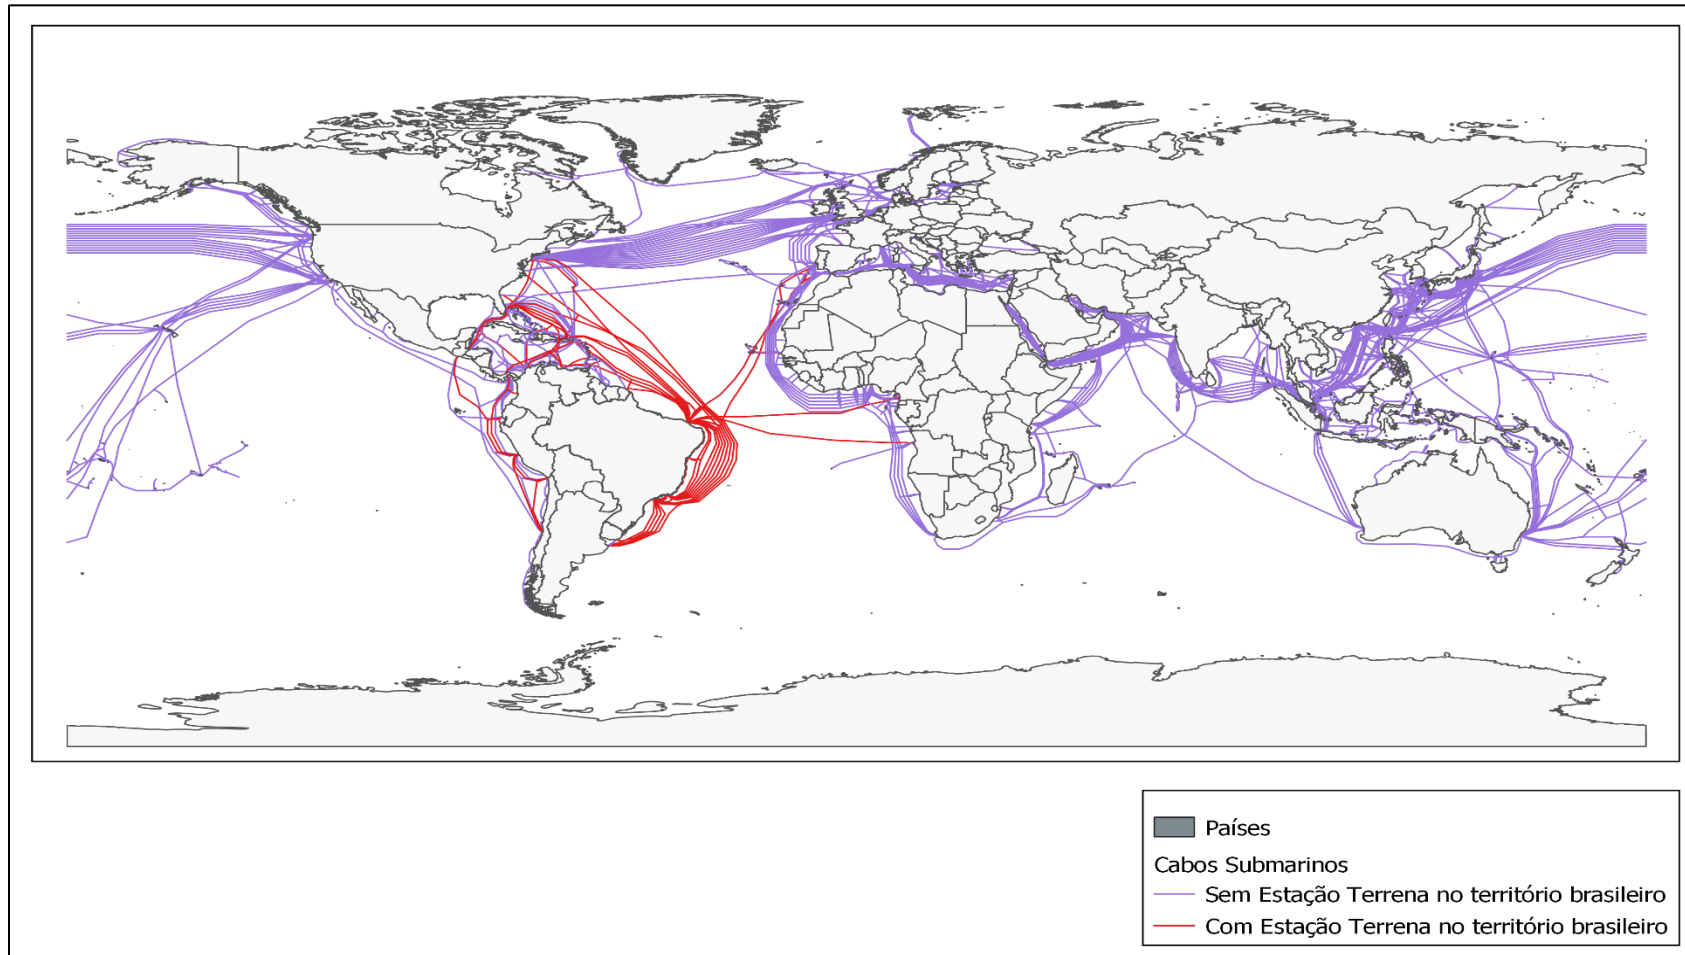 Países
Cabos Submarinos
Sem Estação Terrena no território brasileiro
Com Estação Terrena no território brasileiro